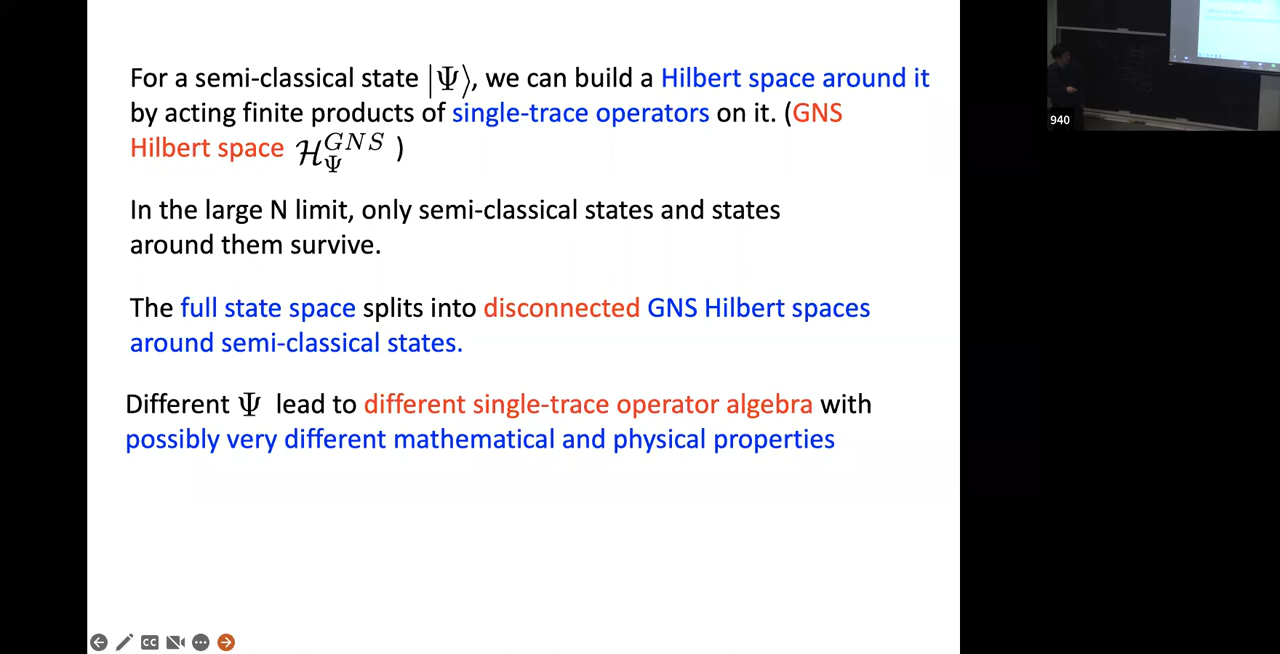 For a semi-classical state |Ψ⟩, we can build a Hilbert space around it
by acting finite products of single-trace operators on it. (GNS
Hilbert space ℋ_Ψ^{GNS} )
In the large N limit, only semi-classical states and states
around them survive.
The full state space splits into disconnected GNS Hilbert spaces
around semi-classical states.
Different Ψ lead to different single-trace operator algebra with
possibly very different mathematical and physical properties
940
CC